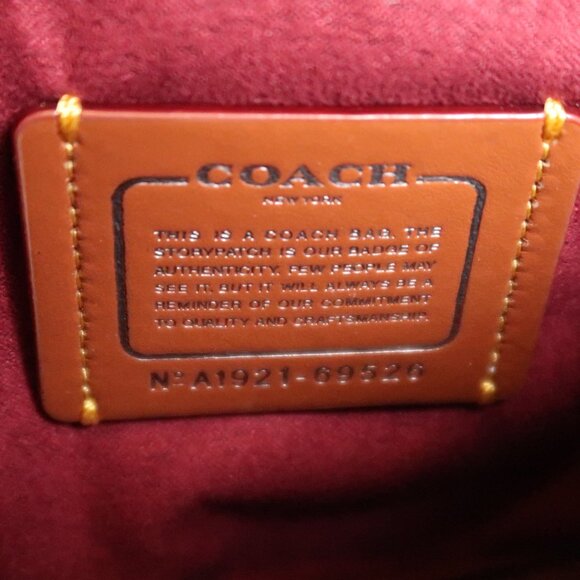 COACH
NEW YORK
THIS IS A COACH BAG. THE
STORYPATCH IS OUR BADGE OF
AUTHENTICITY. FEW PEOPLE MAY
SEE IT. BUT IT WILL ALWAYS BE A
REMINDER OF OUR COMMITMENT
TO QUALITY AND CRAFTSMANSHIP.
Nº A1921-69526